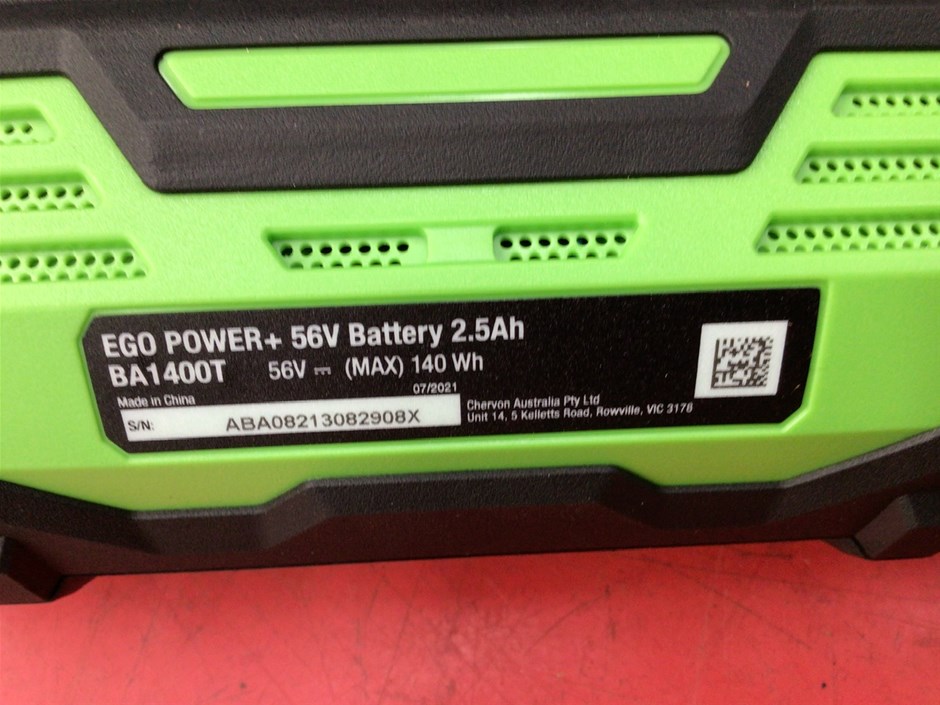 EGO POWER+ 56V Battery 2.5Ah
BA1400T 56V ⎓ (MAX) 140 Wh
07/2021
Made in China
S/N: ABA08213082908X
Chervon Australia Pty Ltd
Unit 14, 5 Kelletts Road, Rowville, VIC 3178